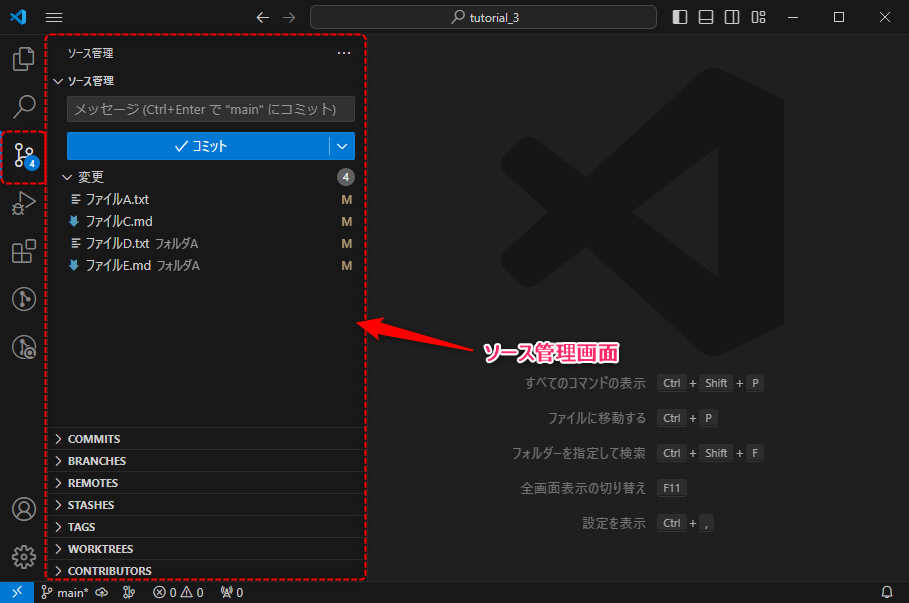 tutorial_3
ソース管理
ソース管理
メッセージ (Ctrl+Enter で "main" にコミット)
コミット
4
変更 4
ファイルA.txt M
ファイルC.md M
ファイルD.txt フォルダA M
ファイルE.md フォルダA M
ソース管理画面
すべてのコマンドの表示 Ctrl + Shift + P
ファイルに移動する Ctrl + P
フォルダーを指定して検索 Ctrl + Shift + F
全画面表示の切り替え F11
設定を表示 Ctrl + ,
COMMITS
BRANCHES
REMOTES
STASHES
TAGS
WORKTREES
CONTRIBUTORS
main* 0 0 0